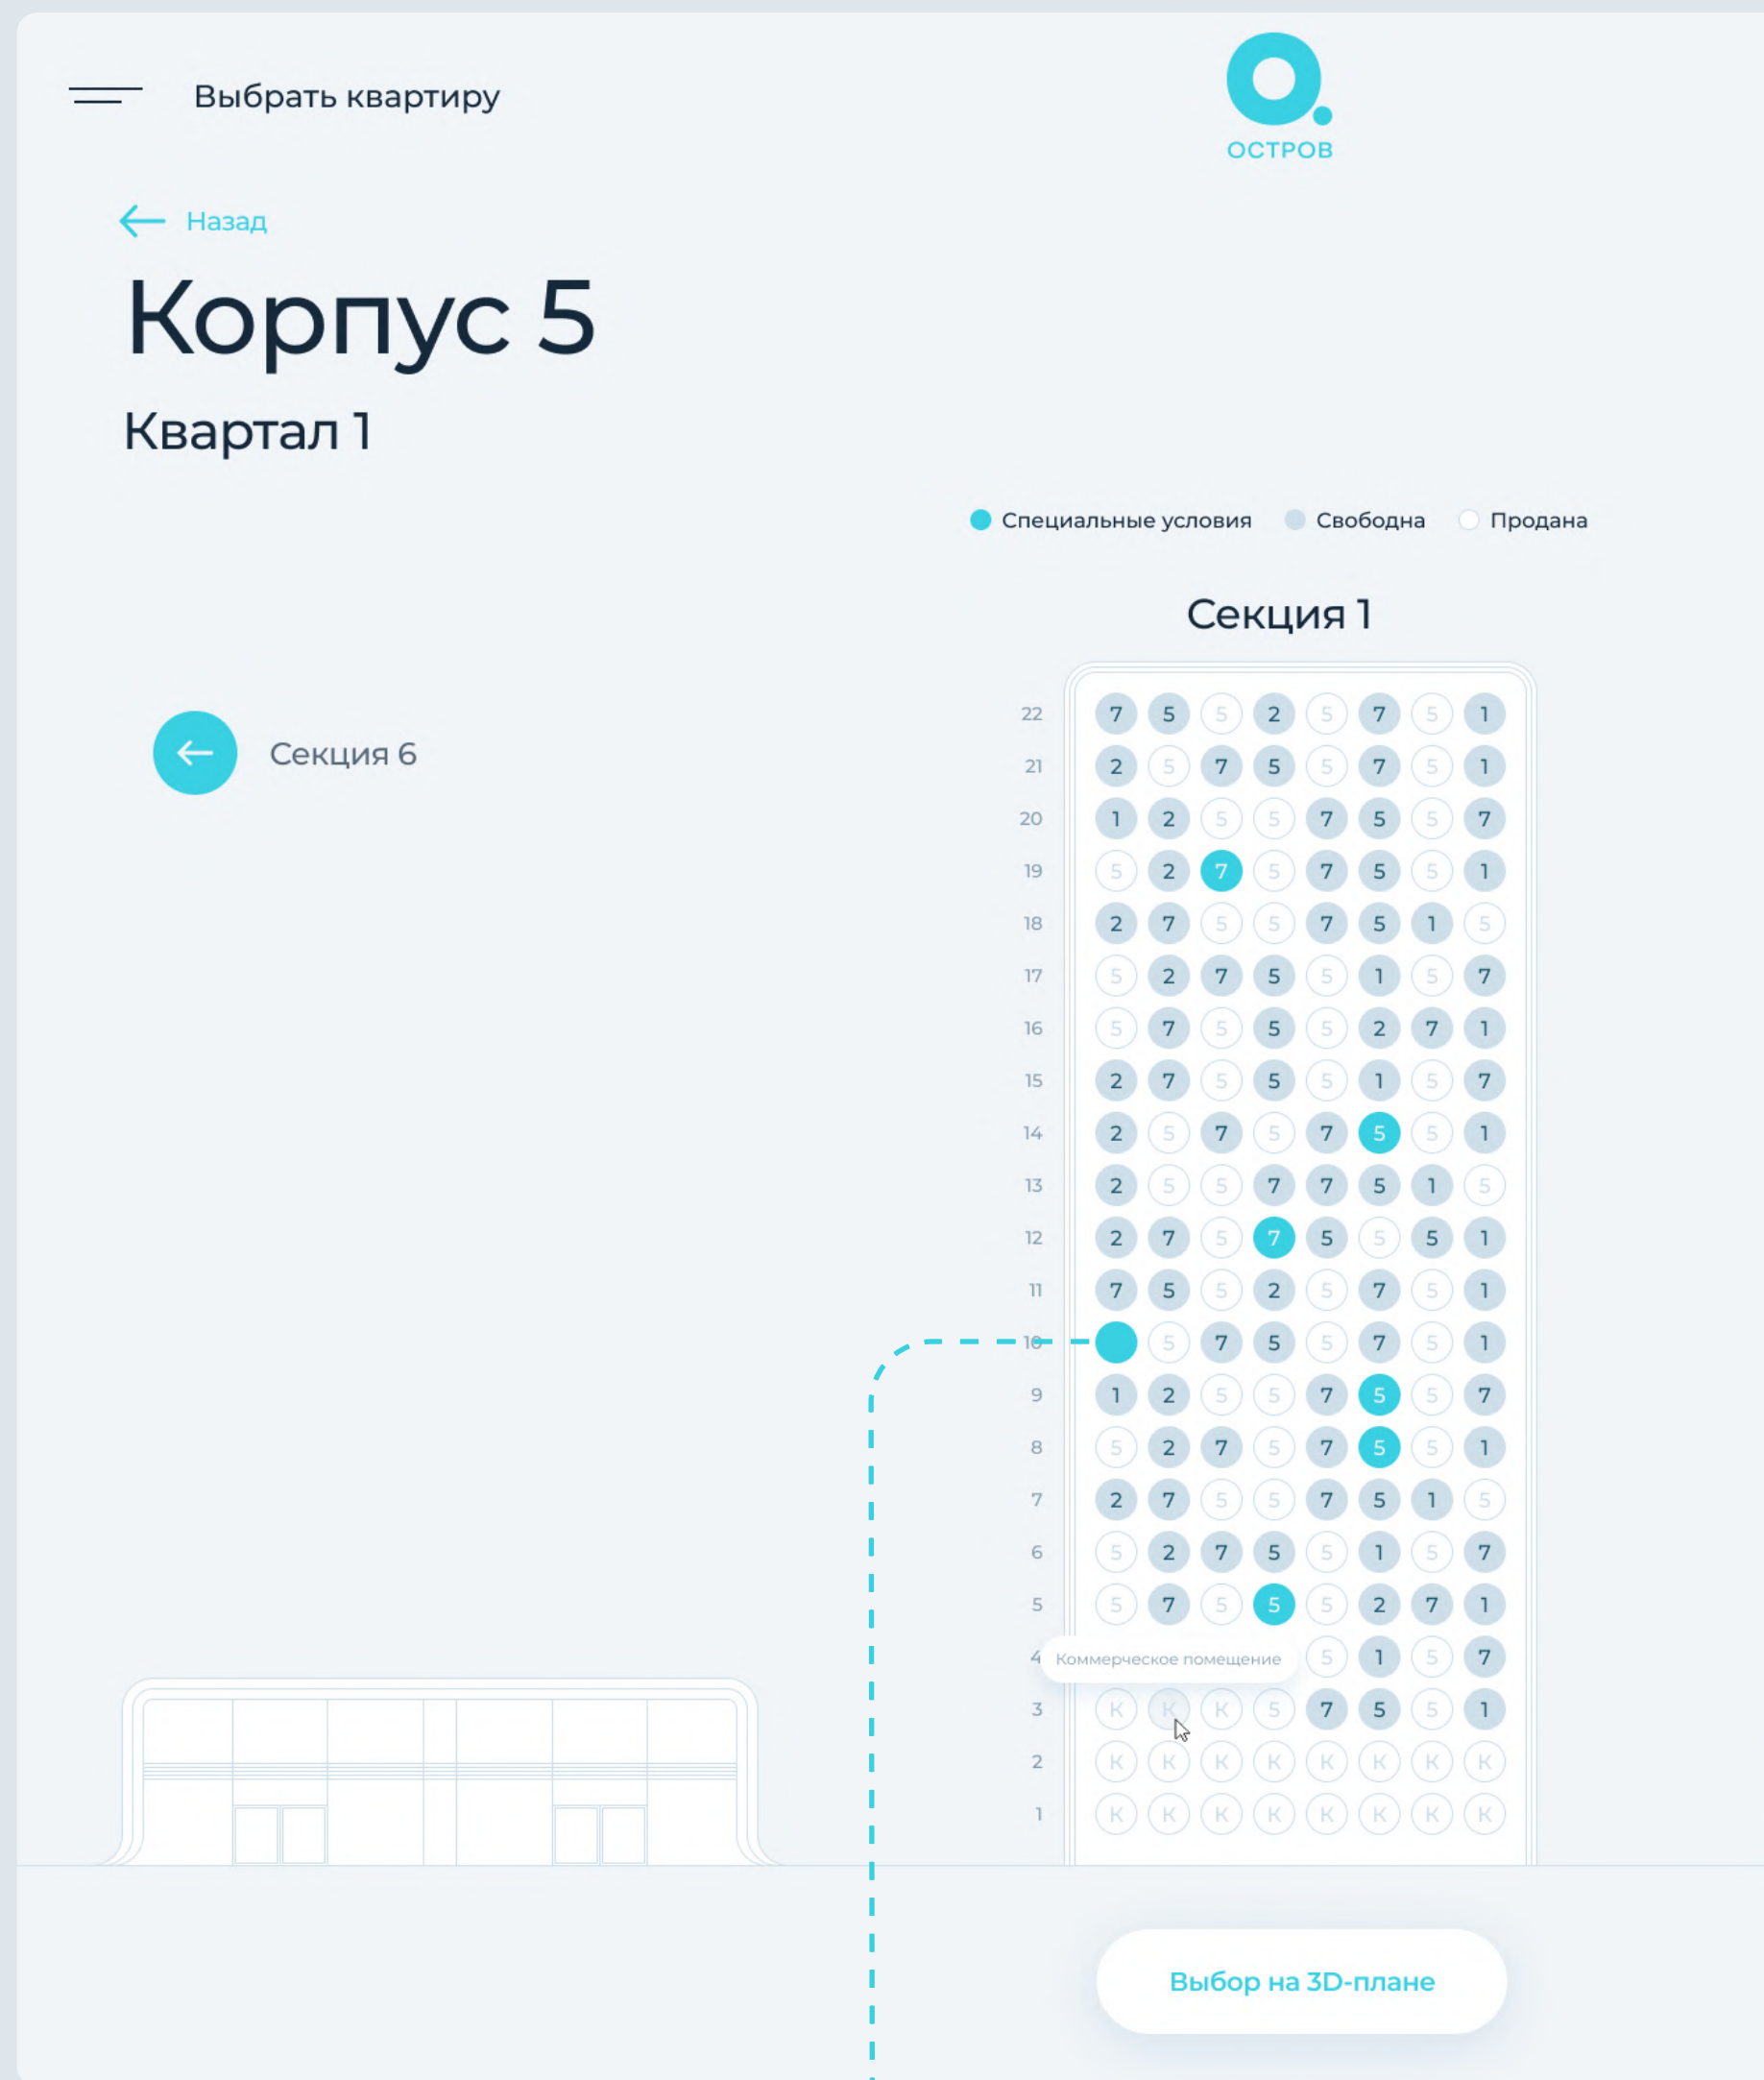 Выбрать квартиру
ОСТРОВ
Назад
Корпус 5
Квартал 1
Специальные условия Свободна Продана
Секция 1
Секция 6
22 7 5 5 2 5 7 5 1
21 2 5 7 5 5 7 5 1
20 1 2 5 5 7 5 5 7
19 5 2 7 5 7 5 5 1
18 2 7 5 5 7 5 1 5
17 5 2 7 5 5 1 5 7
16 5 7 5 5 5 2 7 1
15 2 7 5 5 5 1 5 7
14 2 5 7 5 7 5 5 1
13 2 5 5 7 7 5 1 5
12 2 7 5 7 5 5 5 1
11 7 5 5 2 5 7 5 1
10 5 7 5 5 7 5 1
9 1 2 5 5 7 5 5 7
8 5 2 7 5 7 5 5 1
7 2 7 5 5 7 5 1 5
6 5 2 7 5 5 1 5 7
5 5 7 5 5 5 2 7 1
4 Коммерческое помещение 5 1 5 7
3 К К К 5 7 5 5 1
2 К К К К К К К К
1 К К К К К К К К
Выбор на 3D-плане